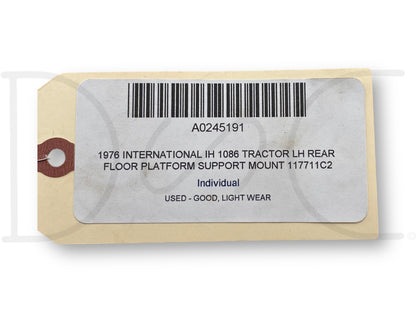 A0245191
1976 INTERNATIONAL IH 1086 TRACTOR LH REAR
FLOOR PLATFORM SUPPORT MOUNT 117711C2
Individual
USED - GOOD, LIGHT WEAR